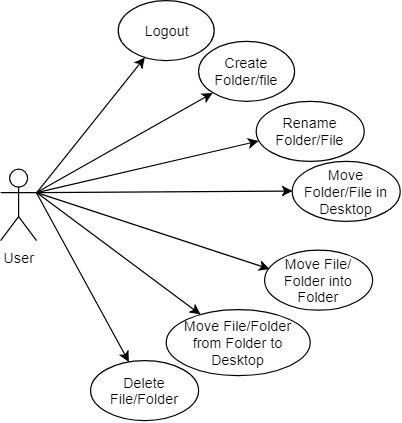 Logout
Create
Folder/file
Rename
Folder/File
Move
Folder/File in
Desktop
User
Move File/
Folder into
Folder
Move File/Folder
from Folder to
Desktop
Delete
File/Folder